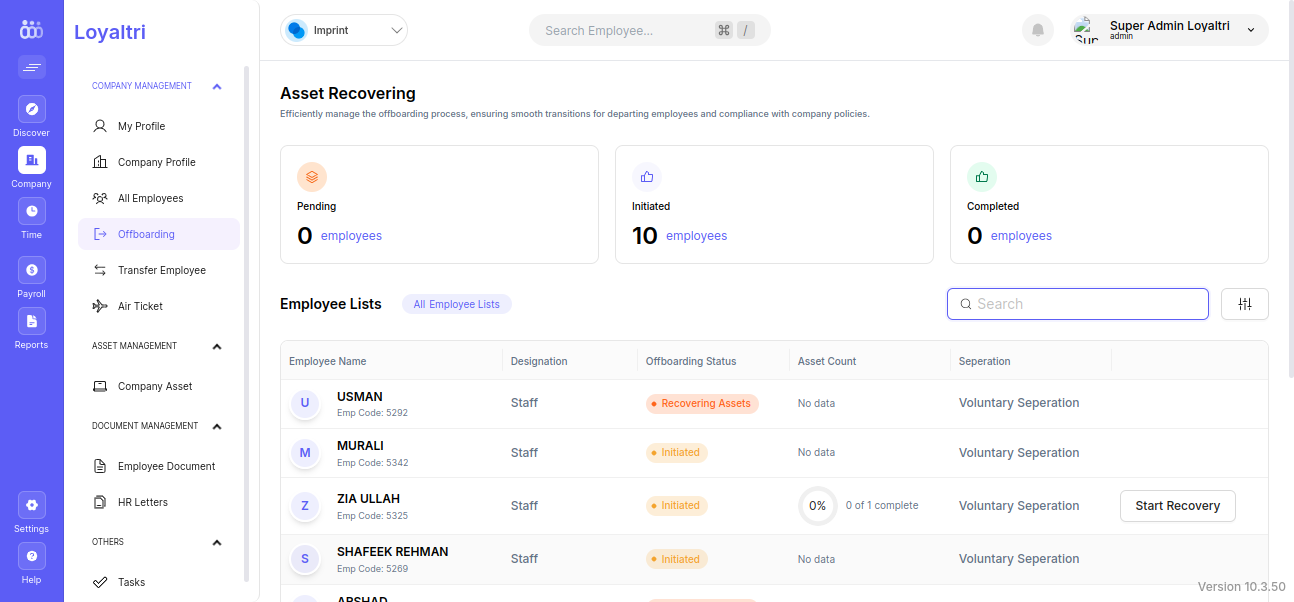 Loyaltri
Imprint
Search Employee...
⌘ /
Super Admin Loyaltri
admin
Discover
Company
Time
Payroll
Reports
Settings
Help
COMPANY MANAGEMENT
My Profile
Company Profile
All Employees
Offboarding
Transfer Employee
Air Ticket
ASSET MANAGEMENT
Company Asset
DOCUMENT MANAGEMENT
Employee Document
HR Letters
OTHERS
Tasks
Asset Recovering
Efficiently manage the offboarding process, ensuring smooth transitions for departing employees and compliance with company policies.
Pending
0 employees
Initiated
10 employees
Completed
0 employees
Employee Lists
All Employee Lists
Search
Employee Name Designation Offboarding Status Asset Count Seperation
U USMAN Staff Recovering Assets No data Voluntary Seperation
Emp Code: 5292
M MURALI Staff Initiated No data Voluntary Seperation
Emp Code: 5342
Z ZIA ULLAH Staff Initiated 0% 0 of 1 complete Voluntary Seperation Start Recovery
Emp Code: 5325
S SHAFEEK REHMAN Staff Initiated No data Voluntary Seperation
Emp Code: 5269
ARSHAD
Version 10.3.50